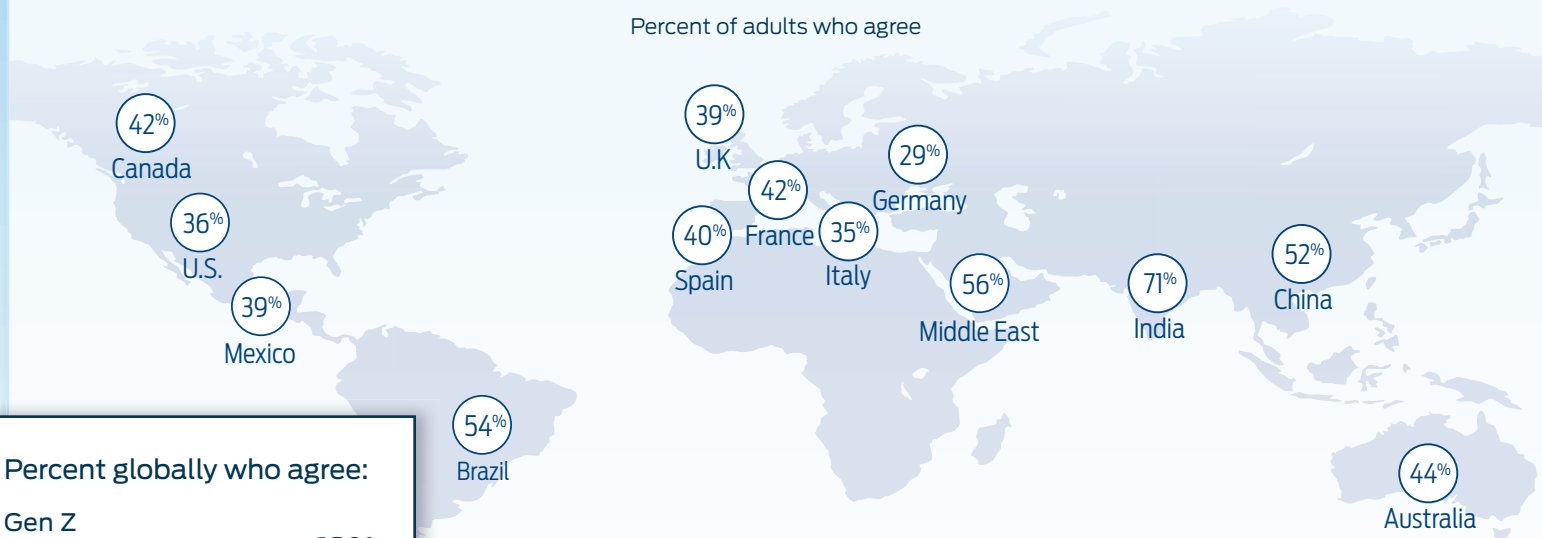 Percent of adults who agree
42%
Canada
36%
U.S.
39%
Mexico
54%
Brazil
39%
U.K
42%
France
40%
Spain
35%
Italy
29%
Germany
56%
Middle East
71%
India
52%
China
44%
Australia
Percent globally who agree:
Gen Z